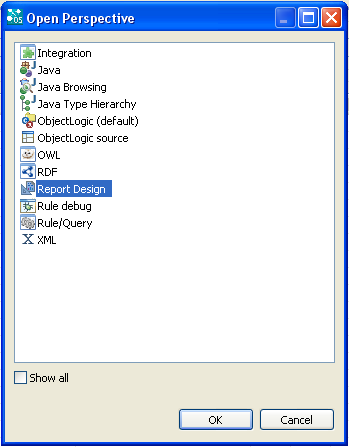 OS Open Perspective
Integration
Java
Java Browsing
Java Type Hierarchy
ObjectLogic (default)
ObjectLogic source
OWL
RDF
Report Design
Rule debug
Rule/Query
XML
Show all
OK
Cancel